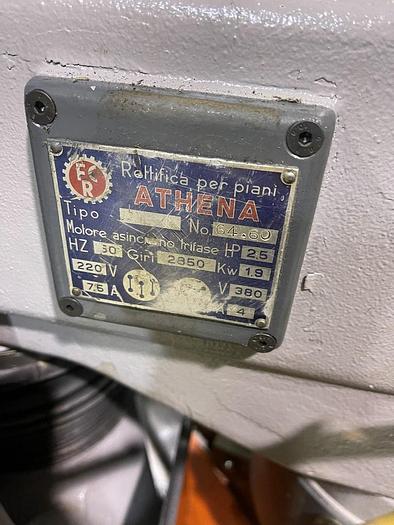 FCR
Rettifica per piani
ATHENA
Tipo No. 64.60
Motore asincrono trifase HP 2,5
HZ 50 Giri 2850 Kw 1.9
220 V V 380
7,5 A A 4